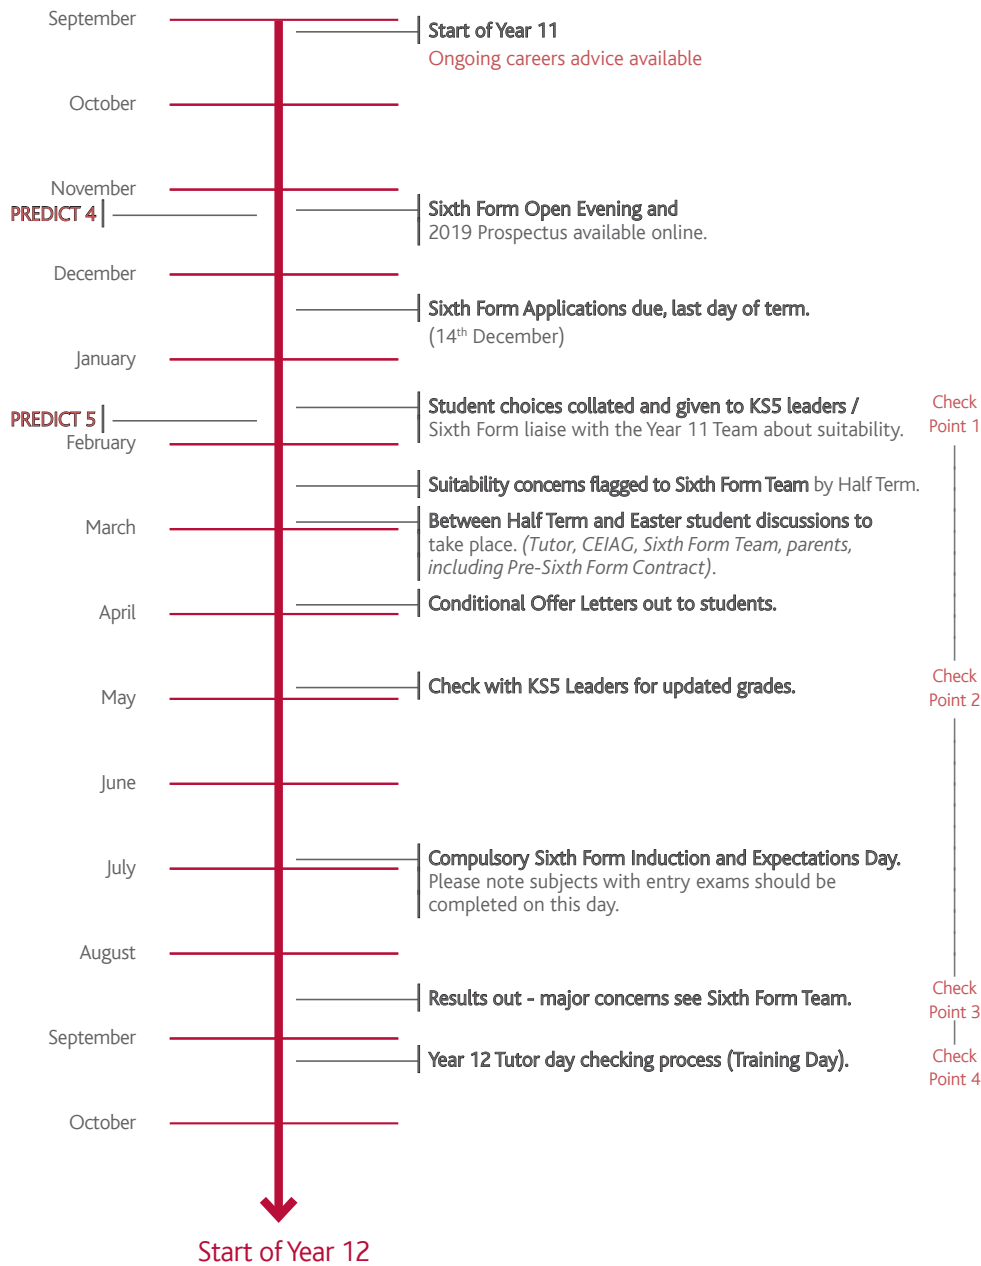 September
Start of Year 11
Ongoing careers advice available
October
November
PREDICT 4
Sixth Form Open Evening and
2019 Prospectus available online.
December
Sixth Form Applications due, last day of term.
(14th December)
January
Student choices collated and given to KS5 leaders /
Sixth Form liaise with the Year 11 Team about suitability.
Check
Point 1
PREDICT 5
February
Suitability concerns flagged to Sixth Form Team by Half Term.
March
Between Half Term and Easter student discussions to
take place. (Tutor, CEIAG, Sixth Form Team, parents,
including Pre-Sixth Form Contract).
April
Conditional Offer Letters out to students.
May
Check with KS5 Leaders for updated grades.
Check
Point 2
June
July
Compulsory Sixth Form Induction and Expectations Day.
Please note subjects with entry exams should be
completed on this day.
August
Results out - major concerns see Sixth Form Team.
Check
Point 3
September
Year 12 Tutor day checking process (Training Day).
Check
Point 4
October
Start of Year 12